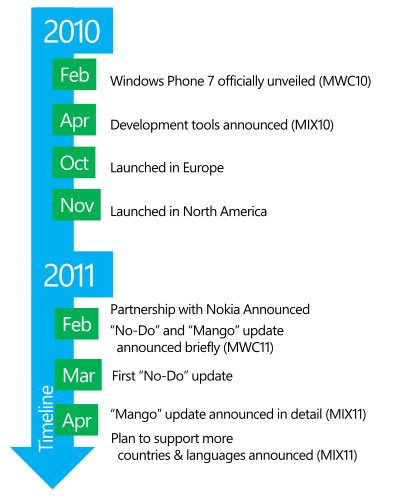 2010
Feb
Windows Phone 7 officially unveiled (MWC10)
Apr
Development tools announced (MIX10)
Oct
Launched in Europe
Nov
Launched in North America
2011
Feb
Partnership with Nokia Announced
“No-Do” and “Mango” update
announced briefly (MWC11)
Mar
First “No-Do” update
Apr
“Mango” update announced in detail (MIX11)
Plan to support more
countries & languages announced (MIX11)
Timeline